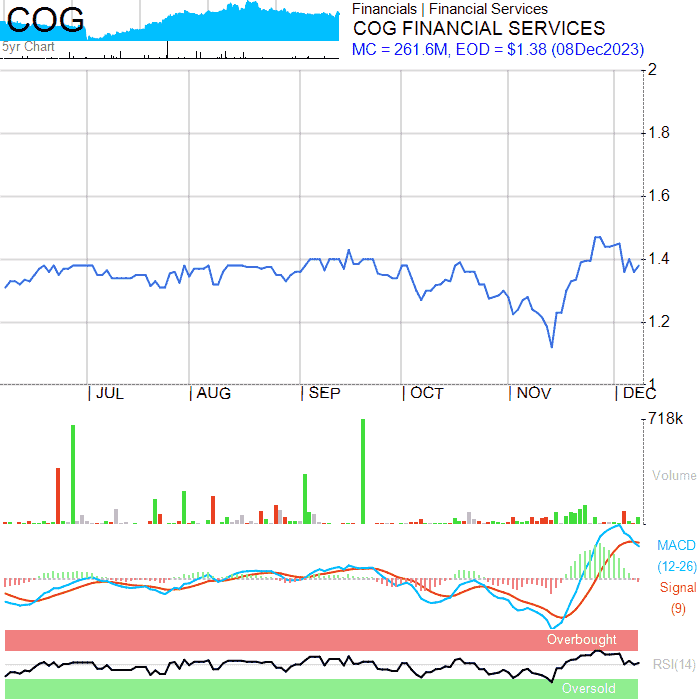 COG
5yr Chart
Financials | Financial Services
COG FINANCIAL SERVICES
MC = 261.6M, EOD = $1.38 (08Dec2023)
2
1.8
1.6
1.4
1.2
1
JUL AUG SEP OCT NOV DEC
718k
Volume
MACD
(12-26)
Signal
(9)
Overbought
RSI(14)
Oversold